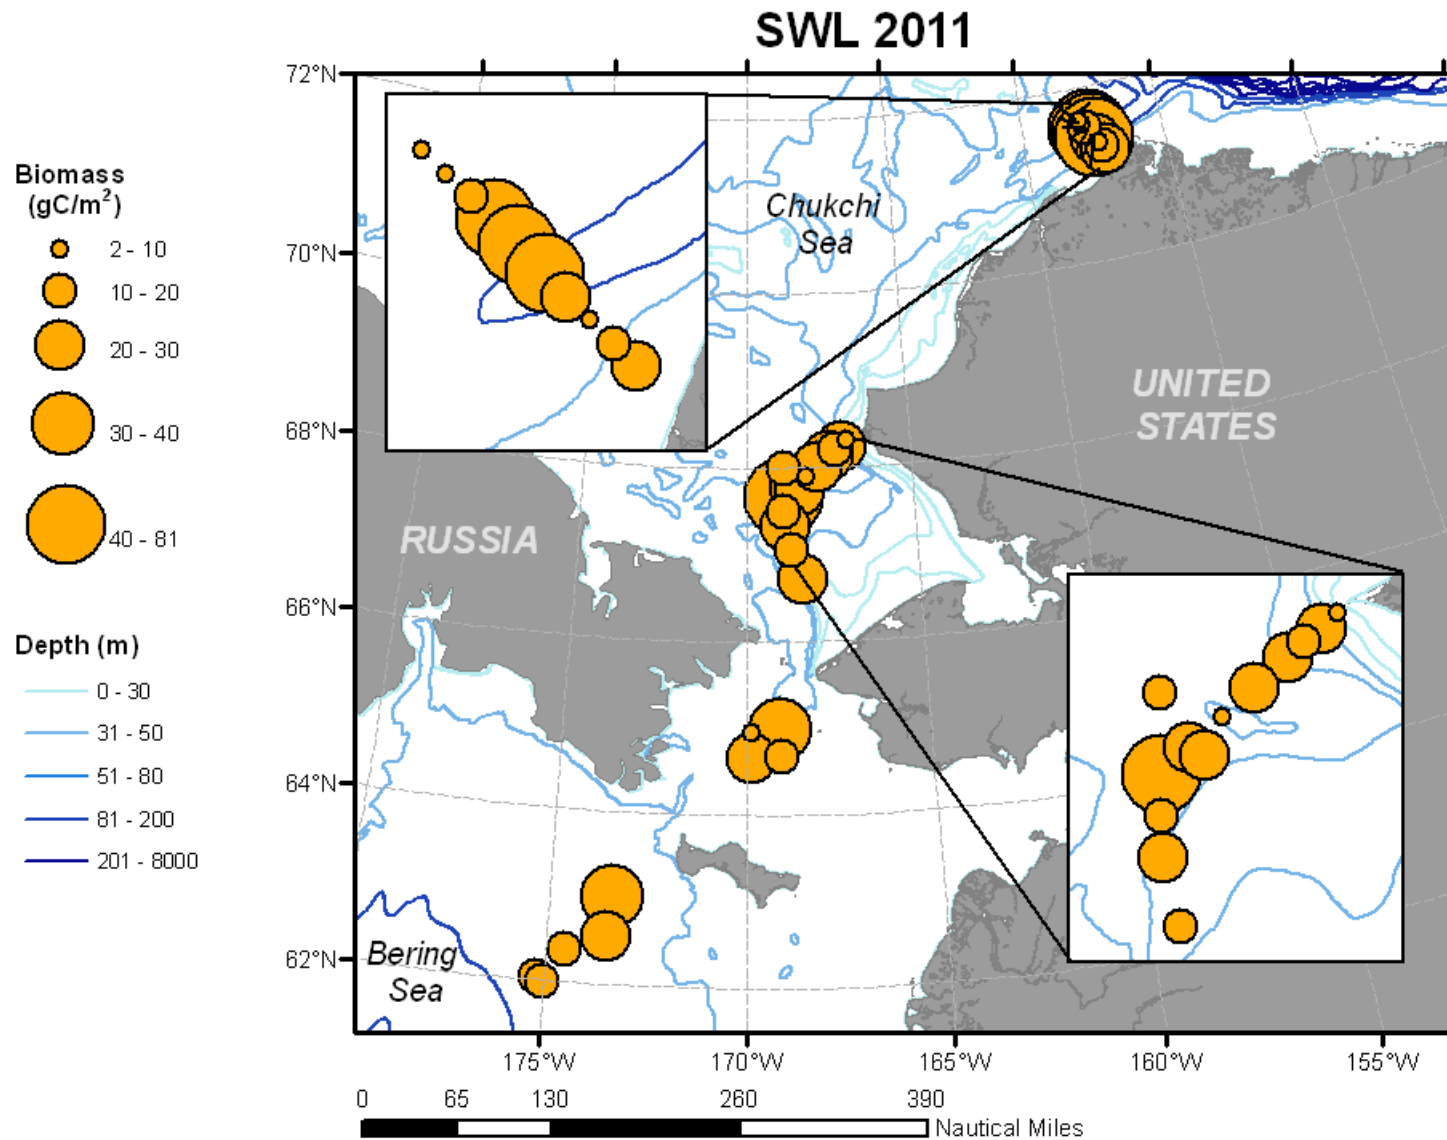 SWL 2011
72°N
70°N
68°N
66°N
64°N
62°N
Biomass
(gC/m²)
2 - 10
10 - 20
20 - 30
30 - 40
40 - 81
Depth (m)
0 - 30
31 - 50
51 - 80
81 - 200
201 - 8000
Chukchi
Sea
UNITED
STATES
RUSSIA
Bering
Sea
175°W
170°W
165°W
160°W
155°W
0
65
130
260
390
Nautical Miles